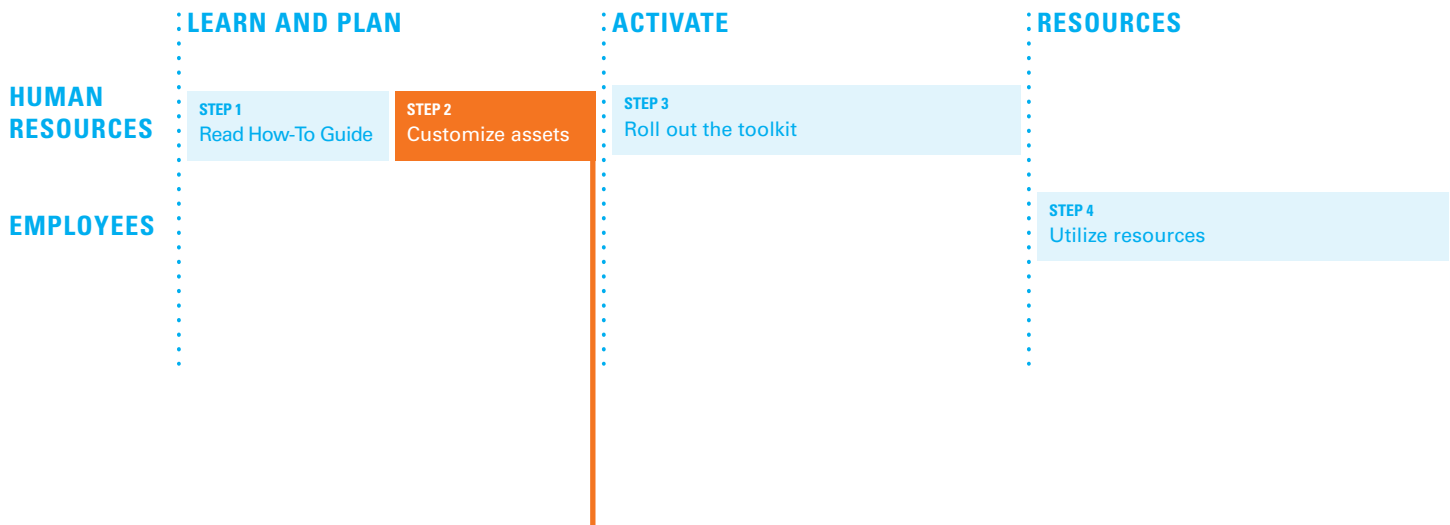 LEARN AND PLAN
ACTIVATE
RESOURCES
HUMAN
RESOURCES
STEP 1
Read How-To Guide
STEP 2
Customize assets
STEP 3
Roll out the toolkit
EMPLOYEES
STEP 4
Utilize resources